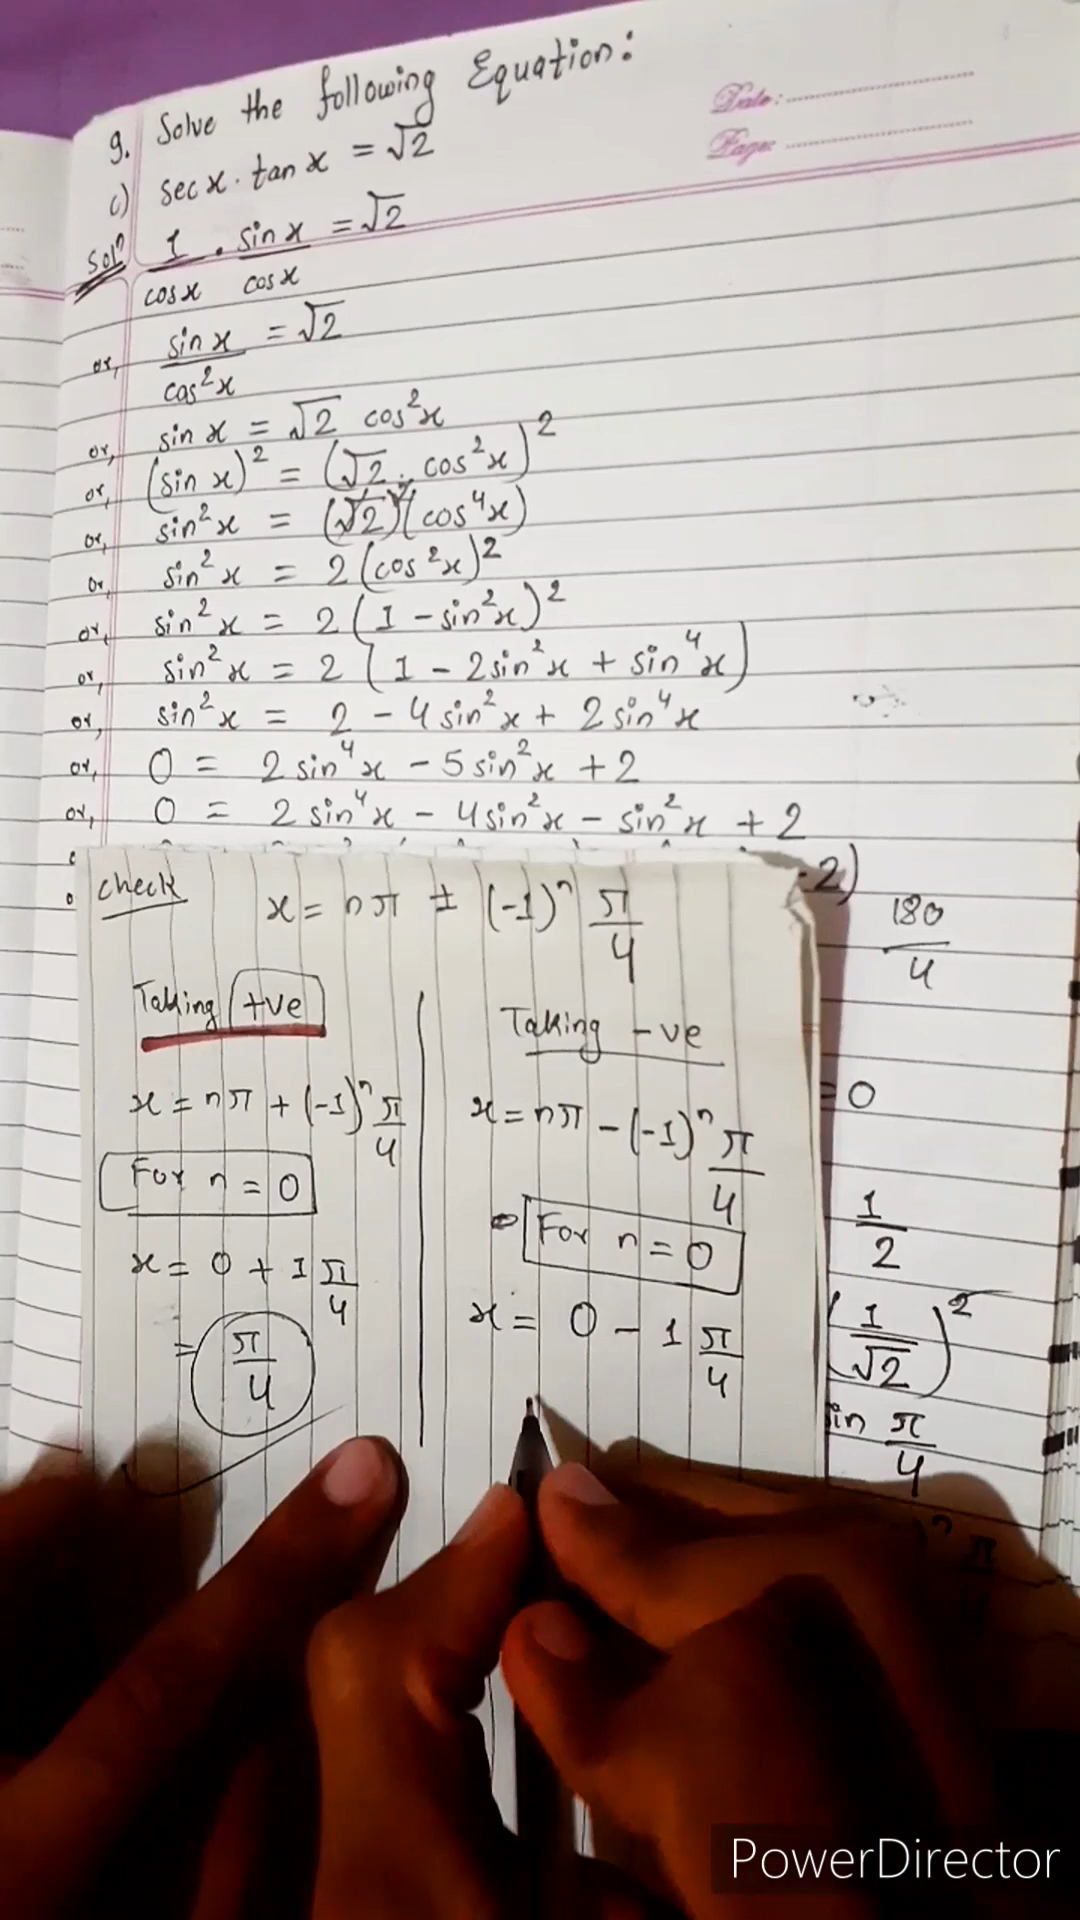 Date:
Page:
9. Solve the following Equation:
c) sec x . tan x = √2
Solⁿ 1/cos x . sin x/cos x = √2
or, sin x/cos²x = √2
or, sin x = √2 cos²x
or, (sin x)² = (√2 . cos²x)²
or, sin²x = (√2)²(cos⁴x)
or, sin²x = 2(cos²x)²
or, sin²x = 2(1 - sin²x)²
or, sin²x = 2(1 - 2sin²x + sin⁴x)
or, sin²x = 2 - 4sin²x + 2sin⁴x
or, 0 = 2sin⁴x - 5sin²x + 2
or, 0 = 2sin⁴x - 4sin²x - sin²x + 2
-2)
180/4
= 0
1/2
(1/√2)²
in π/4
Check
x = nπ ± (-1)ⁿ π/4
Taking +ve
x = nπ + (-1)ⁿ π/4
For n = 0
x = 0 + 1 π/4
= π/4
Taking -ve
x = nπ - (-1)ⁿ π/4
For n = 0
x = 0 - 1 π/4
PowerDirector